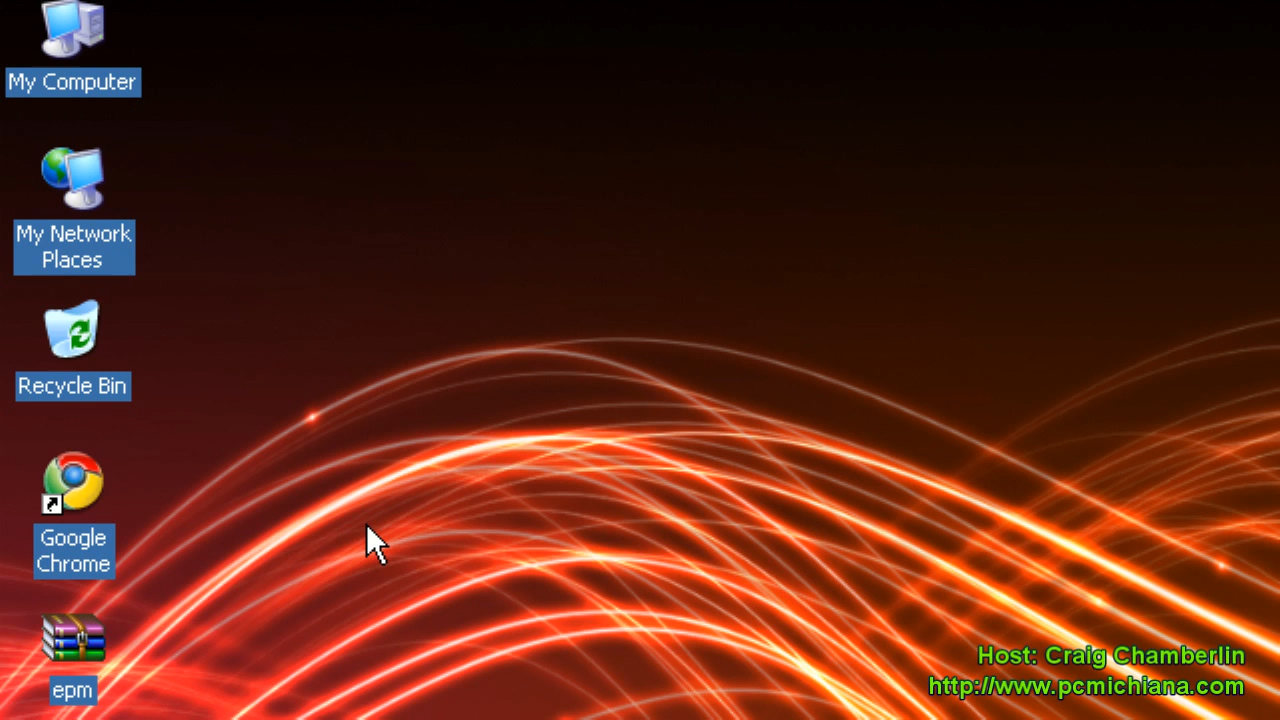 My Computer
My Network
Places
Recycle Bin
Google
Chrome
epm
Host: Craig Chamberlin
http://www.pcmichiana.com